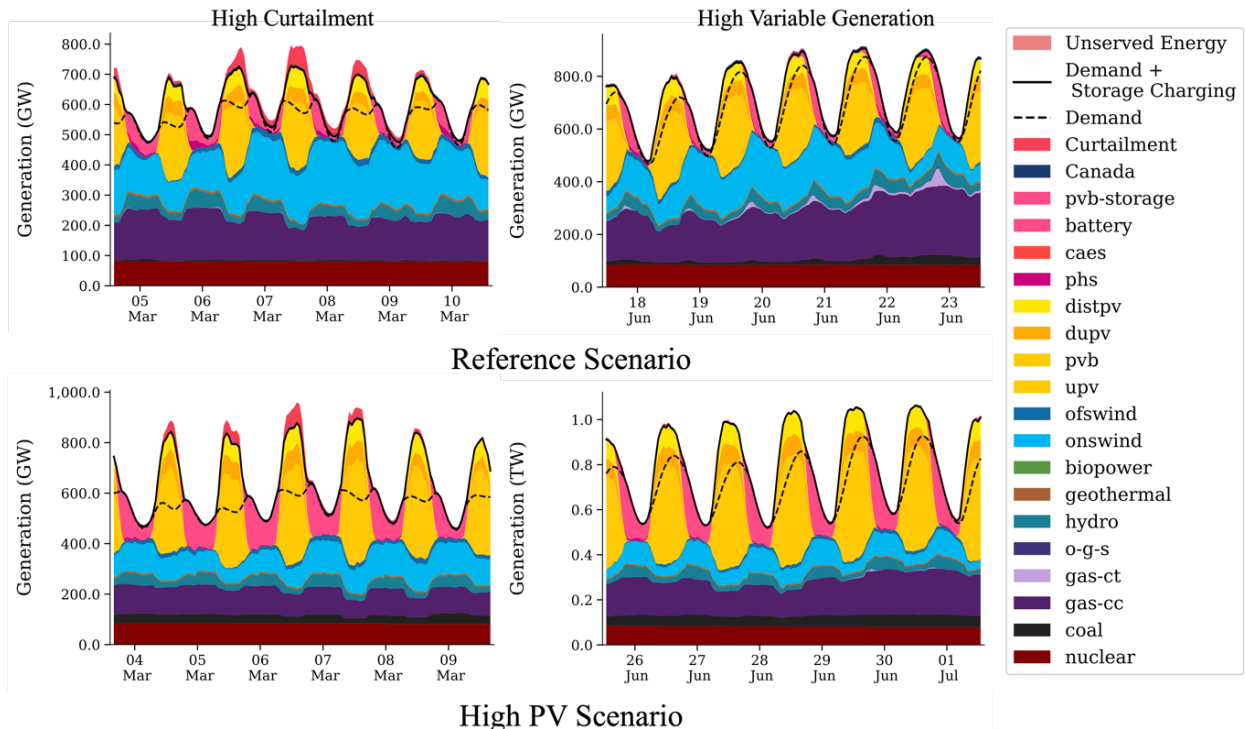 High Curtailment
High Variable Generation
Generation (GW)
800.0
700.0
600.0
500.0
400.0
300.0
200.0
100.0
0.0
05 Mar
06 Mar
07 Mar
08 Mar
09 Mar
10 Mar
Generation (GW)
800.0
600.0
400.0
200.0
0.0
18 Jun
19 Jun
20 Jun
21 Jun
22 Jun
23 Jun
Reference Scenario
Generation (GW)
1,000.0
800.0
600.0
400.0
200.0
0.0
04 Mar
05 Mar
06 Mar
07 Mar
08 Mar
09 Mar
Generation (TW)
1.0
0.8
0.6
0.4
0.2
0.0
26 Jun
27 Jun
28 Jun
29 Jun
30 Jun
01 Jul
High PV Scenario
Unserved Energy
Demand +
Storage Charging
Demand
Curtailment
Canada
pvb-storage
battery
caes
phs
distpv
dupv
pvb
upv
ofswind
onswind
biopower
geothermal
hydro
o-g-s
gas-ct
gas-cc
coal
nuclear